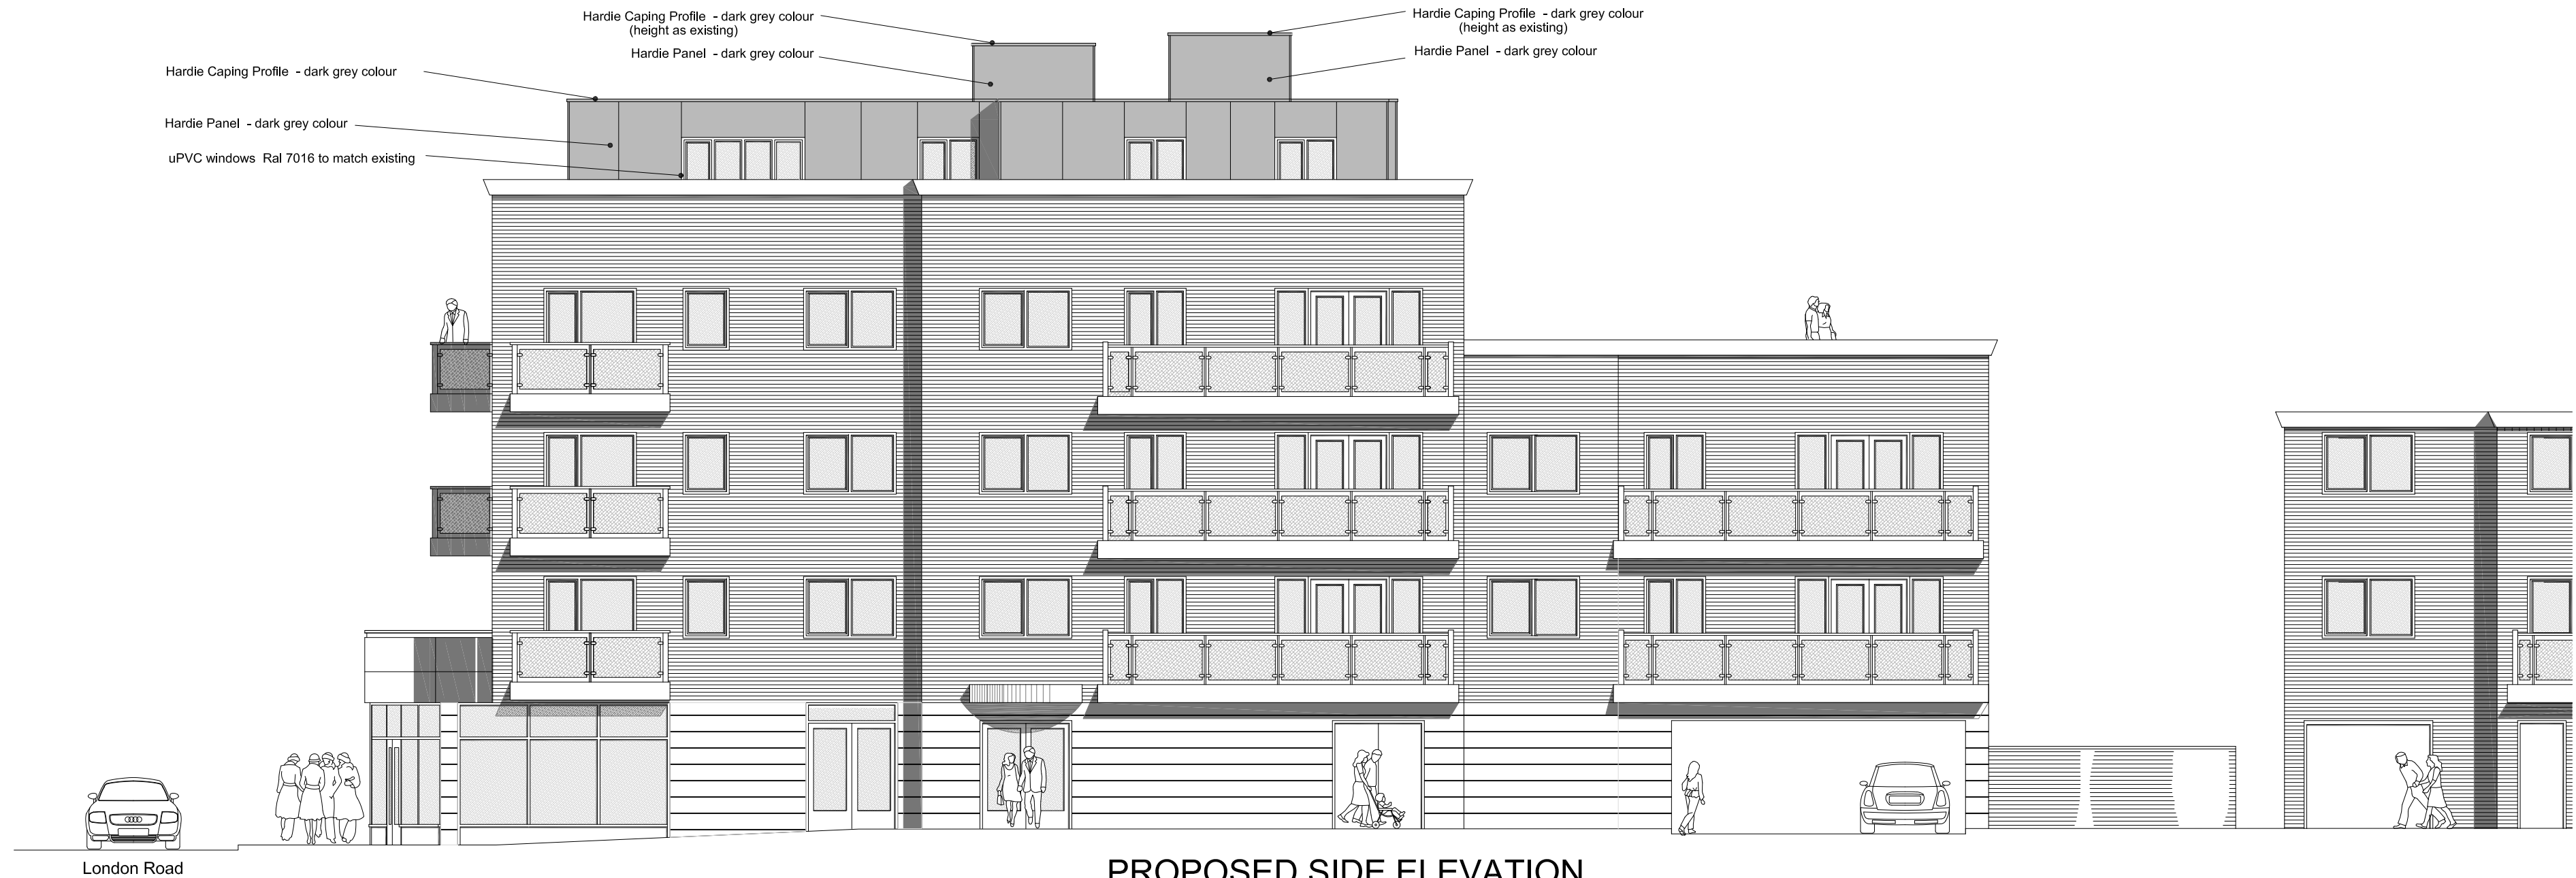 Hardie Caping Profile - dark grey colour
(height as existing)
Hardie Panel - dark grey colour
Hardie Caping Profile - dark grey colour
(height as existing)
Hardie Panel - dark grey colour
Hardie Caping Profile - dark grey colour
Hardie Panel - dark grey colour
uPVC windows Ral 7016 to match existing
London Road
PROPOSED SIDE ELEVATION